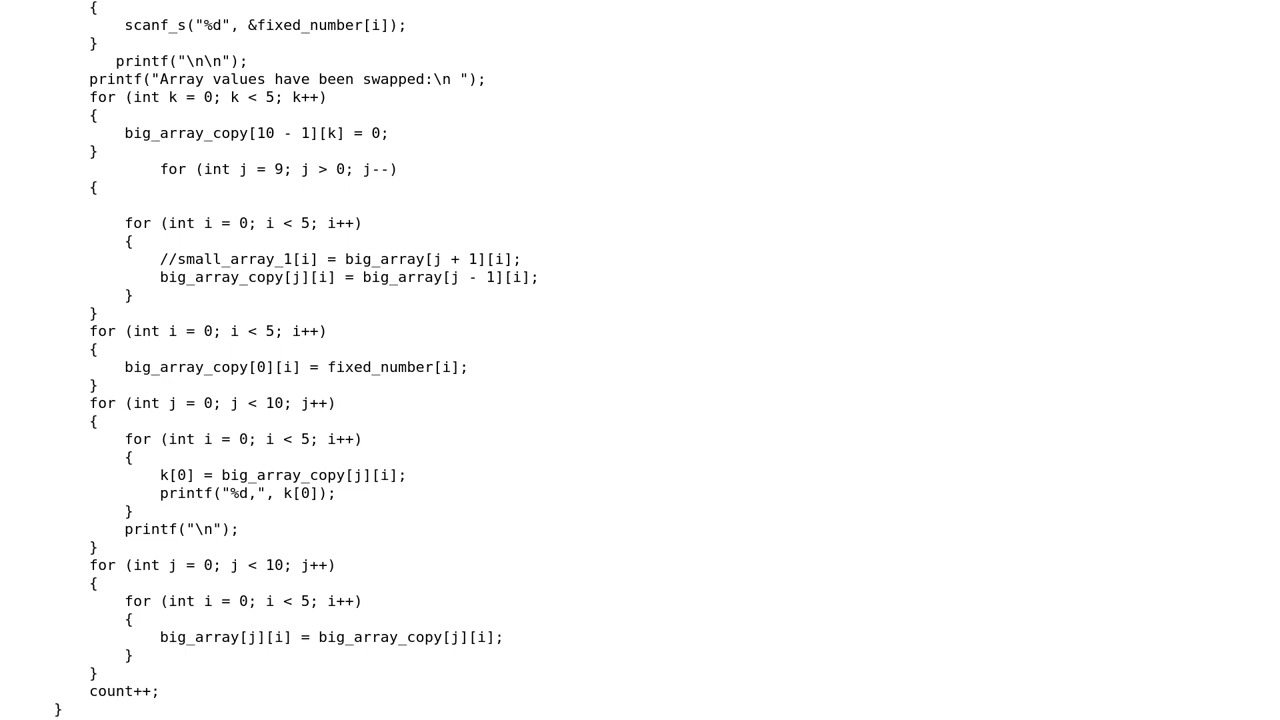 {
scanf_s("%d", &fixed_number[i]);
}
printf("\n\n");
printf("Array values have been swapped:\n ");
for (int k = 0; k < 5; k++)
{
big_array_copy[10 - 1][k] = 0;
}
for (int j = 9; j > 0; j--)
{
for (int i = 0; i < 5; i++)
{
//small_array_1[i] = big_array[j + 1][i];
big_array_copy[j][i] = big_array[j - 1][i];
}
}
for (int i = 0; i < 5; i++)
{
big_array_copy[0][i] = fixed_number[i];
}
for (int j = 0; j < 10; j++)
{
for (int i = 0; i < 5; i++)
{
k[0] = big_array_copy[j][i];
printf("%d,", k[0]);
}
printf("\n");
}
for (int j = 0; j < 10; j++)
{
for (int i = 0; i < 5; i++)
{
big_array[j][i] = big_array_copy[j][i];
}
}
count++;
}